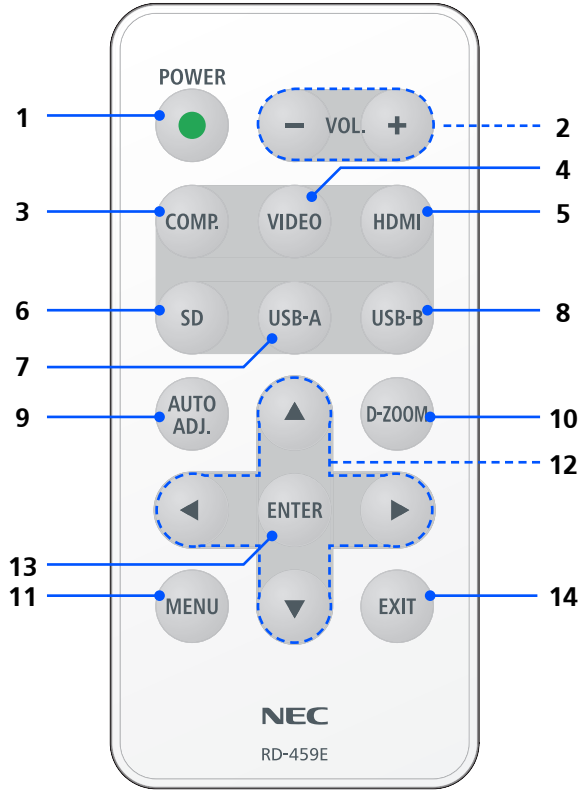 POWER
1
VOL.
2
4
3
COMP.
VIDEO
HDMI
5
6
SD
USB-A
USB-B
8
7
9
AUTO
ADJ.
D-ZOOM
10
12
ENTER
13
11
MENU
EXIT
14
NEC
RD-459E